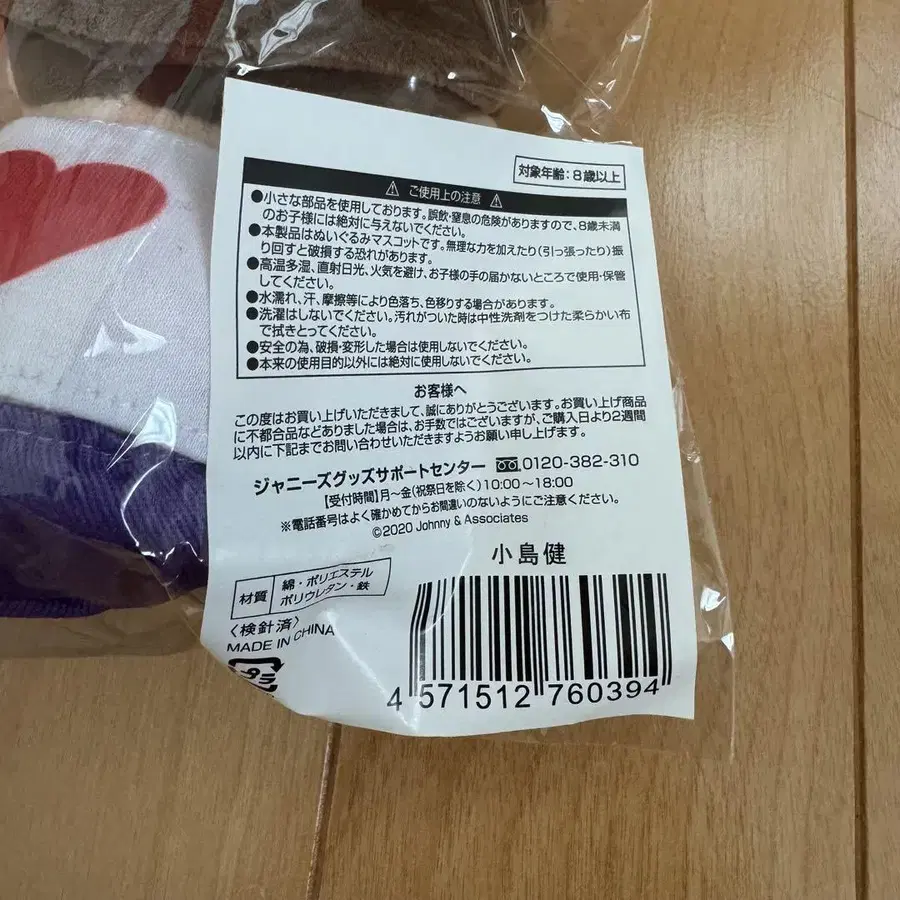 対象年齢:8歳以上
⚠ ご使用上の注意 ⚠
●小さな部品を使用しております。誤飲・窒息の危険がありますので、8歳未満
のお子様には絶対に与えないでください。
●本製品はぬいぐるみマスコットです。無理な力を加えたり(引っ張ったり)振
り回すと破損する恐れがあります。
●高温多湿、直射日光、火気を避け、お子様の手の届かないところで使用・保管
してください。
●水濡れ、汗、摩擦等により色落ち、色移りする場合があります。
●洗濯はしないでください。汚れがついた時は中性洗剤をつけた柔らかい布
で拭きとってください。
●安全の為、破損・変形した場合は使用しないでください。
●本来の使用目的以外には絶対に使用しないでください。
お客様へ
この度はお買い上げいただきまして、誠にありがとうございます。お買い上げ商品
に不都合品などありました場合は、お手数ではございますが、ご購入日より2週間
以内に下記までお問い合わせいただきますようお願い申し上げます。
ジャニーズグッズサポートセンター 0120-382-310
【受付時間】月～金(祝祭日を除く)10:00～18:00
※電話番号はよく確かめてからお間違いのないようにご注意ください。
©2020 Johnny & Associates
小島健
材質 綿・ポリエステル
ポリウレタン・鉄
〈検針済〉
MADE IN CHINA
プラ
4 571512 760394